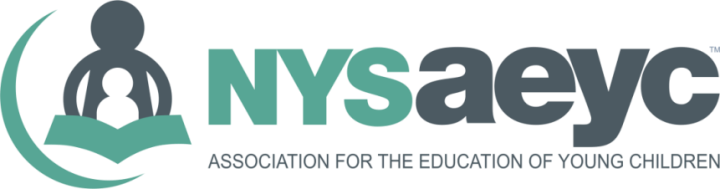 NYSaeyc™
ASSOCIATION FOR THE EDUCATION OF YOUNG CHILDREN